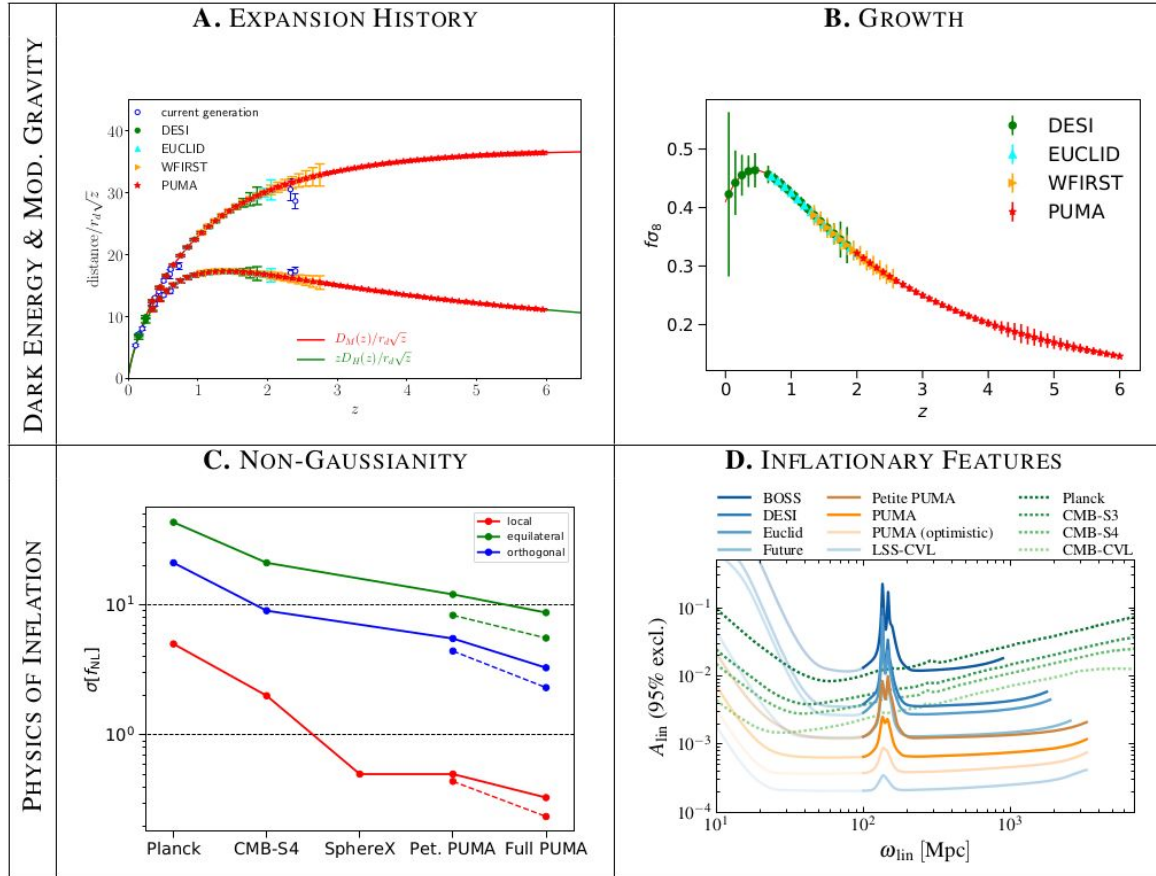 DARK ENERGY & MOD. GRAVITY
A. EXPANSION HISTORY
current generation
DESI
EUCLID
WFIRST
PUMA
distance/r_d√z
40
30
20
10
0
D_M(z)/r_d√z
zD_H(z)/r_d√z
0 1 2 3 4 5 6
z
B. GROWTH
DESI
EUCLID
WFIRST
PUMA
fσ8
0.5
0.4
0.3
0.2
0 1 2 3 4 5 6
z
PHYSICS OF INFLATION
C. NON-GAUSSIANITY
local
equilateral
orthogonal
σ[f_NL]
10^1
10^0
Planck CMB-S4 SphereX Pet. PUMA Full PUMA
D. INFLATIONARY FEATURES
BOSS Petite PUMA Planck
DESI PUMA CMB-S3
Euclid PUMA (optimistic) CMB-S4
Future LSS-CVL CMB-CVL
A_lin (95% excl.)
10^-1
10^-2
10^-3
10^-4
10^1 10^2 10^3
ω_lin [Mpc]